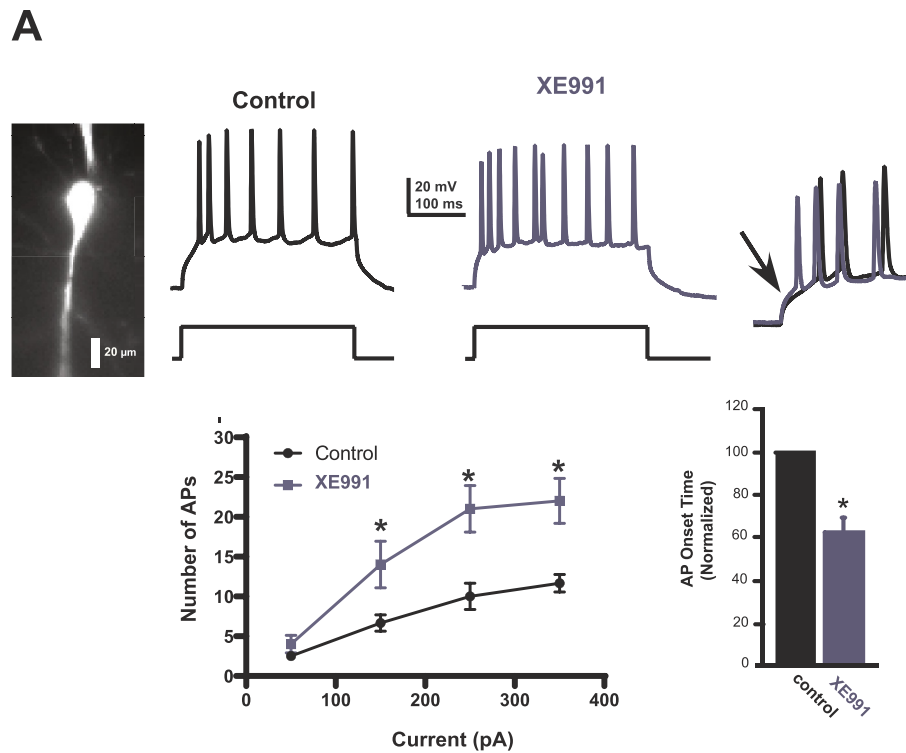 A
Control
XE991
20 mV
100 ms
20 µm
Control
XE991
Number of APs
30
25
20
15
10
5
0
0 100 200 300 400
Current (pA)
* * *
AP Onset Time
(Normalized)
120
100
80
60
40
20
0
*
control
XE991